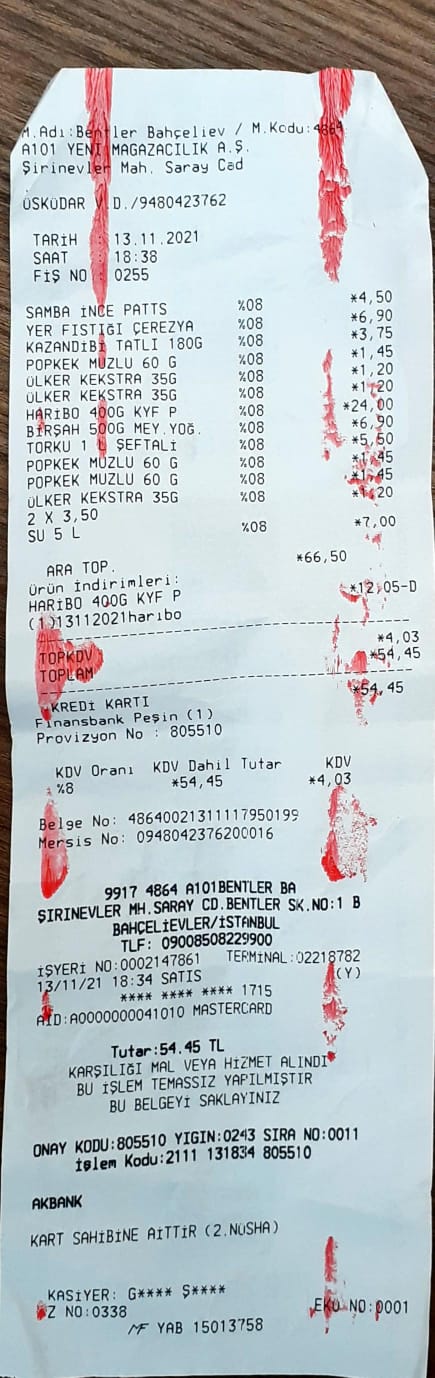 M.Adı:Bentler Bahçeliev / M.Kodu:4864
A101 YENİ MAGAZACILIK A.Ş.
Şirinevler Mah. Saray Cad
ÜSKÜDAR V.D./9480423762
TARİH : 13.11.2021
SAAT : 18:38
FİŞ NO : 0255
SAMBA İNCE PATTS %08 *4,50
YER FISTIĞI ÇEREZYA %08 *6,90
KAZANDİBİ TATLI 180G %08 *3,75
POPKEK MUZLU 60 G %08 *1,45
ÜLKER KEKSTRA 35G %08 *1,20
ÜLKER KEKSTRA 35G %08 *1,20
HARİBO 400G KYF P %08 *24,00
BİRŞAH 500G MEY.YOĞ. %08 *6,90
TORKU 1 L ŞEFTALİ %08 *5,50
POPKEK MUZLU 60 G %08 *1,45
POPKEK MUZLU 60 G %08 *1,45
ÜLKER KEKSTRA 35G %08 *1,20
2 X 3,50
SU 5 L %08 *7,00
ARA TOP. *66,50
Ürün İndirimleri:
HARİBO 400G KYF P *12,05-D
(1)13112021haribo
TOPKDV *4,03
TOPLAM *54,45
KREDİ KARTI *54,45
Finansbank Peşin (1)
Provizyon No : 805510
KDV Oranı KDV Dahil Tutar KDV
%8 *54,45 *4,03
Belge No: 48640021311117950199
Mersis No: 0948042376200016
9917 4864 A101BENTLER BA
ŞIRINEVLER MH.SARAY CD.BENTLER SK.NO:1 B
BAHÇELİEVLER/İSTANBUL
TLF: 09008508229900
İŞYERİ NO:0002147861 TERMİNAL:02218782
13/11/21 18:34 SATIS (Y)
**** **** **** 1715
AID:A0000000041010 MASTERCARD
Tutar:54.45 TL
KARŞILIĞI MAL VEYA HİZMET ALINDI
BU İŞLEM TEMASSIZ YAPILMIŞTIR
BU BELGEYİ SAKLAYINIZ
ONAY KODU:805510 YIGIN:0243 SIRA NO:0011
İşlem Kodu:2111 131834 805510
AKBANK
KART SAHİBİNE AİTTİR (2.NÜSHA)
KASİYER: G**** Ş****
Z NO:0338 EKÜ NO:0001
MF YAB 15013758